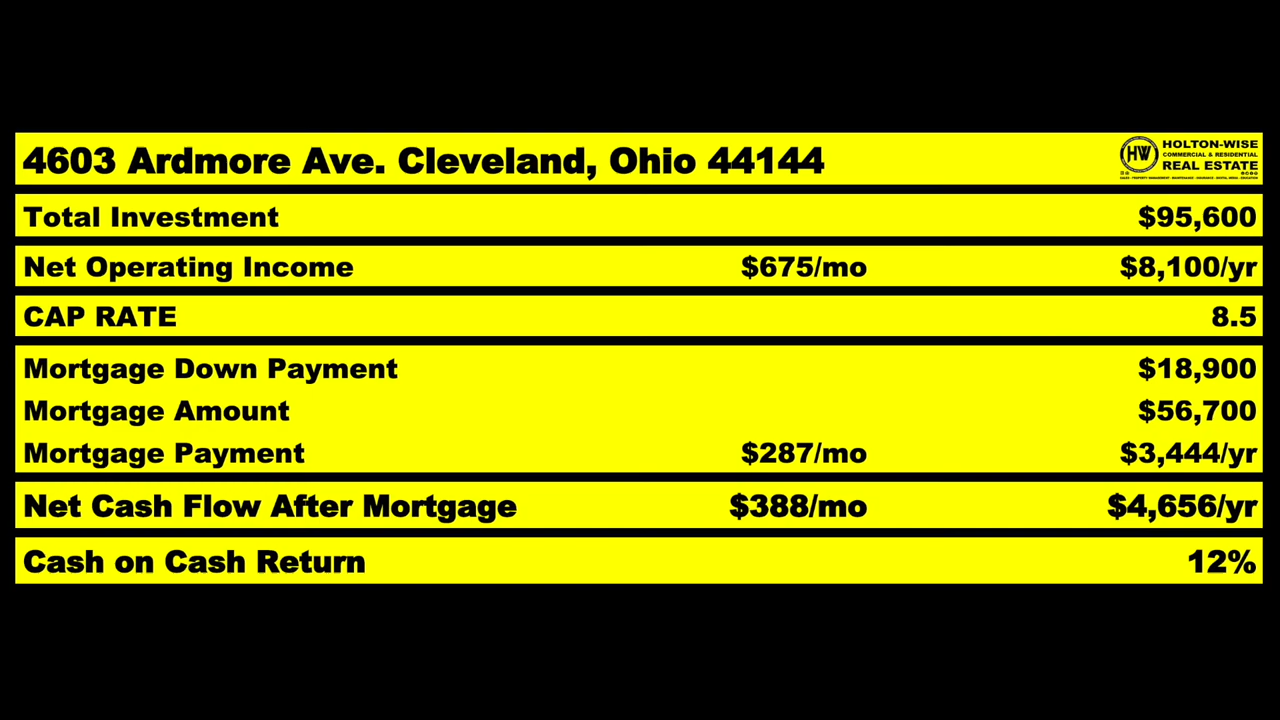 4603 Ardmore Ave. Cleveland, Ohio 44144
HW
HOLTON-WISE
COMMERCIAL & RESIDENTIAL
REAL ESTATE
Total Investment $95,600
Net Operating Income $675/mo $8,100/yr
CAP RATE 8.5
Mortgage Down Payment $18,900
Mortgage Amount $56,700
Mortgage Payment $287/mo $3,444/yr
Net Cash Flow After Mortgage $388/mo $4,656/yr
Cash on Cash Return 12%